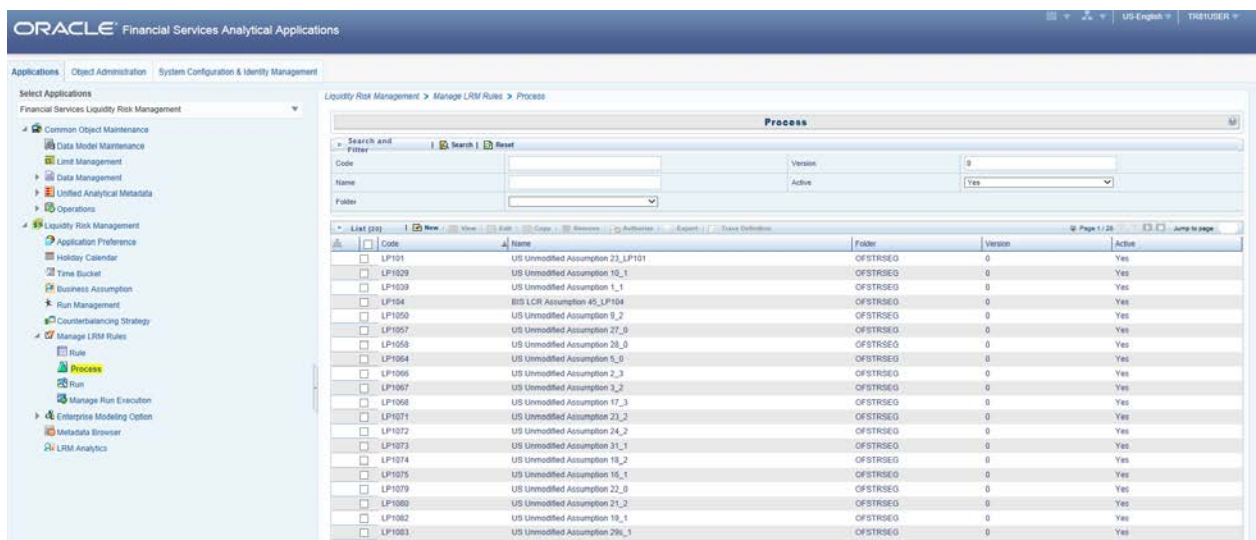 ORACLE Financial Services Analytical Applications
US-English TR81USER
Applications Object Administration System Configuration & Identity Management
Select Applications
Financial Services Liquidity Risk Management
Common Object Maintenance
Data Model Maintenance
Limit Management
Data Management
Unified Analytical Metadata
Operations
Liquidity Risk Management
Application Preference
Holiday Calendar
Time Bucket
Business Assumption
Run Management
Counterbalancing Strategy
Manage LRM Rules
Rule
Process
Run
Manage Run Execution
Enterprise Modeling Option
Metadata Browser
LRM Analytics
Liquidity Risk Management > Manage LRM Rules > Process
Process
Search and Filter | Search | Reset
Code Version 0
Name Active Yes
Folder
List (20) | New | View | Edit | Copy | Remove | Authorize | Export | Trace Definition Page 1 / 28 Jump to page
Code Name Folder Version Active
LP101 US Unmodified Assumption 23_LP101 OFSTRSEG 0 Yes
LP1029 US Unmodified Assumption 10_1 OFSTRSEG 0 Yes
LP1039 US Unmodified Assumption 1_1 OFSTRSEG 0 Yes
LP104 BIS LCR Assumption 45_LP104 OFSTRSEG 0 Yes
LP1050 US Unmodified Assumption 9_2 OFSTRSEG 0 Yes
LP1057 US Unmodified Assumption 27_0 OFSTRSEG 0 Yes
LP1058 US Unmodified Assumption 28_0 OFSTRSEG 0 Yes
LP1064 US Unmodified Assumption 5_0 OFSTRSEG 0 Yes
LP1066 US Unmodified Assumption 2_3 OFSTRSEG 0 Yes
LP1067 US Unmodified Assumption 3_2 OFSTRSEG 0 Yes
LP1068 US Unmodified Assumption 17_3 OFSTRSEG 0 Yes
LP1071 US Unmodified Assumption 23_2 OFSTRSEG 0 Yes
LP1072 US Unmodified Assumption 24_2 OFSTRSEG 0 Yes
LP1073 US Unmodified Assumption 31_1 OFSTRSEG 0 Yes
LP1074 US Unmodified Assumption 18_2 OFSTRSEG 0 Yes
LP1075 US Unmodified Assumption 16_1 OFSTRSEG 0 Yes
LP1079 US Unmodified Assumption 22_0 OFSTRSEG 0 Yes
LP1080 US Unmodified Assumption 21_2 OFSTRSEG 0 Yes
LP1082 US Unmodified Assumption 19_1 OFSTRSEG 0 Yes
LP1083 US Unmodified Assumption 29s_1 OFSTRSEG 0 Yes